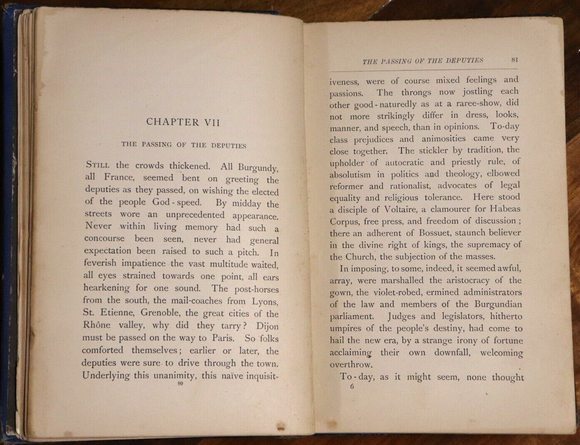 CHAPTER VII
THE PASSING OF THE DEPUTIES
STILL the crowds thickened. All Burgundy,
all France, seemed bent on greeting the
deputies as they passed, on wishing the elected
of the people God-speed. By midday the
streets wore an unprecedented appearance.
Never within living memory had such a
concourse been seen, never had general
expectation been raised to such a pitch. In
feverish impatience the vast multitude waited,
all eyes strained towards one point, all ears
hearkening for one sound. The post-horses
from the south, the mail-coaches from Lyons,
St. Etienne, Grenoble, the great cities of the
Rhône valley, why did they tarry? Dijon
must be passed on the way to Paris. So folks
comforted themselves; earlier or later, the
deputies were sure to drive through the town.
Underlying this unanimity, this naïve inquisit-
80
THE PASSING OF THE DEPUTIES 81
iveness, were of course mixed feelings and
passions. The throngs now jostling each
other good-naturedly as at a raree-show, did
not more strikingly differ in dress, looks,
manner, and speech, than in opinions. To-day
class prejudices and animosities came very
close together. The stickler by tradition, the
upholder of autocratic and priestly rule, of
absolutism in politics and theology, elbowed
reformer and rationalist, advocates of legal
equality and religious tolerance. Here stood
a disciple of Voltaire, a clamourer for Habeas
Corpus, free press, and freedom of discussion;
there an adherent of Bossuet, staunch believer
in the divine right of kings, the supremacy of
the Church, the subjection of the masses.
In imposing, to some, indeed, it seemed awful,
array, were marshalled the aristocracy of the
gown, the violet-robed, ermined administrators
of the law and members of the Burgundian
parliament. Judges and legislators, hitherto
umpires of the people's destiny, had come to
hail the new era, by a strange irony of fortune
acclaiming their own downfall, welcoming
overthrow.
To-day, as it might seem, none thought
6